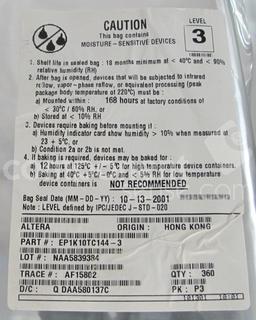 CAUTION
This bag contains
MOISTURE - SENSITIVE DEVICES
LEVEL
3
1. Shelf life in sealed bag : 18 months minimum at < 40°C and < 90%
relative humidity (RH)
2. After bag is opened, devices that will be subjected to infrared
reflow, vapor-phase reflow, or equivalent processing (peak
package body temperature of 220°C) must be :
a) Mounted within : 168 hours at factory conditions of
< 30°C / 60% RH, or
b) Stored at < 10% RH
3. Devices require baking before mounting if :
a) Humidity indicator card show humidity > 10% when measured at
23 + 5°C, or
b) Condition 2a or 2b is not met.
4. If baking is required, devices may be baked for :
a) 12 hours at 125°C +/- 5°C for high temperature device containers.
b) Baking at 40°C + 5°C/-0°C and < 5% RH for low temperature
device containers is NOT RECOMMENDED
Bag Seal Date (MM-DD-YY) : 10-13-2001
Note : LEVEL defined by IPC/JEDEC J-STD-020
ALTERA ORIGIN : HONG KONG
PART # : EP1K10TC144-3
LOT # : NAA5839384
TRACE # : AF15802 QTY : 360
D/C : Q DAA580137C PK : P3
101301